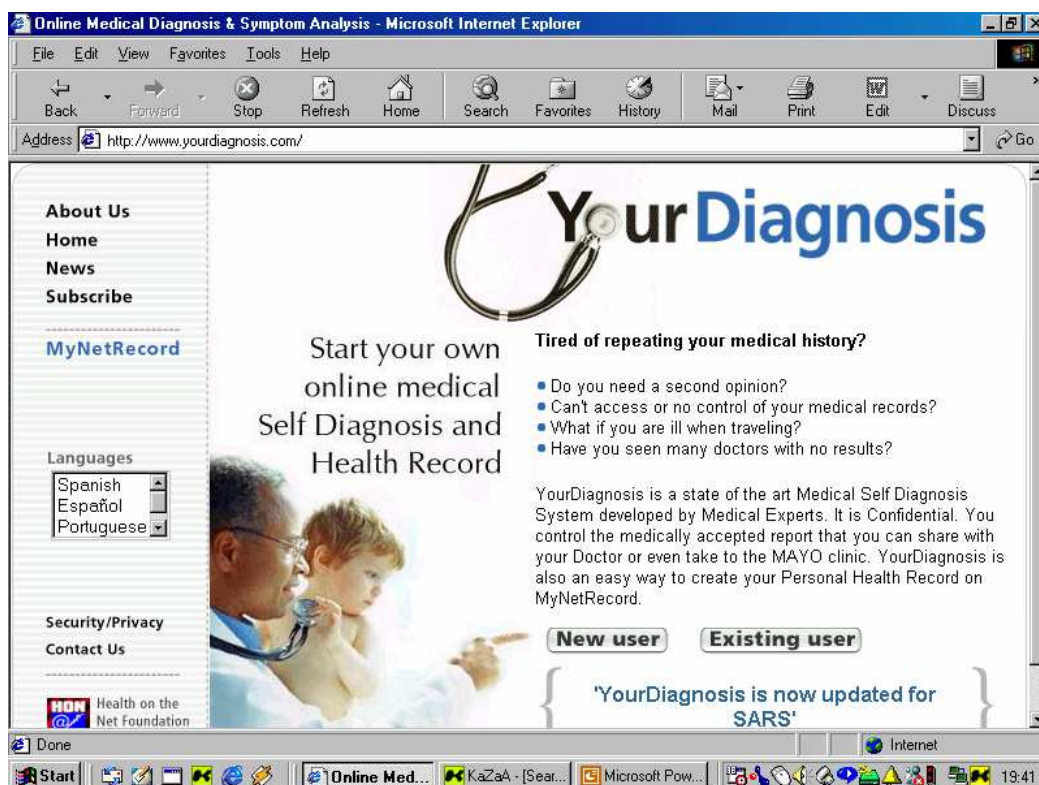 Online Medical Diagnosis & Symptom Analysis - Microsoft Internet Explorer
File Edit View Favorites Tools Help
Back Forward Stop Refresh Home Search Favorites History Mail Print Edit Discuss
Address http://www.yourdiagnosis.com/ Go
About Us
Home
News
Subscribe
MyNetRecord
Languages
Spanish
Español
Portuguese
Security/Privacy
Contact Us
HON
Health on the
Net Foundation
YourDiagnosis
Start your own
online medical
Self Diagnosis and
Health Record
Tired of repeating your medical history?
Do you need a second opinion?
Can't access or no control of your medical records?
What if you are ill when traveling?
Have you seen many doctors with no results?
YourDiagnosis is a state of the art Medical Self Diagnosis
System developed by Medical Experts. It is Confidential. You
control the medically accepted report that you can share with
your Doctor or even take to the MAYO clinic. YourDiagnosis is
also an easy way to create your Personal Health Record on
MyNetRecord.
New user Existing user
'YourDiagnosis is now updated for
SARS'
Done Internet
Start Online Med... KaZaA - [Sear... Microsoft Pow... 19:41